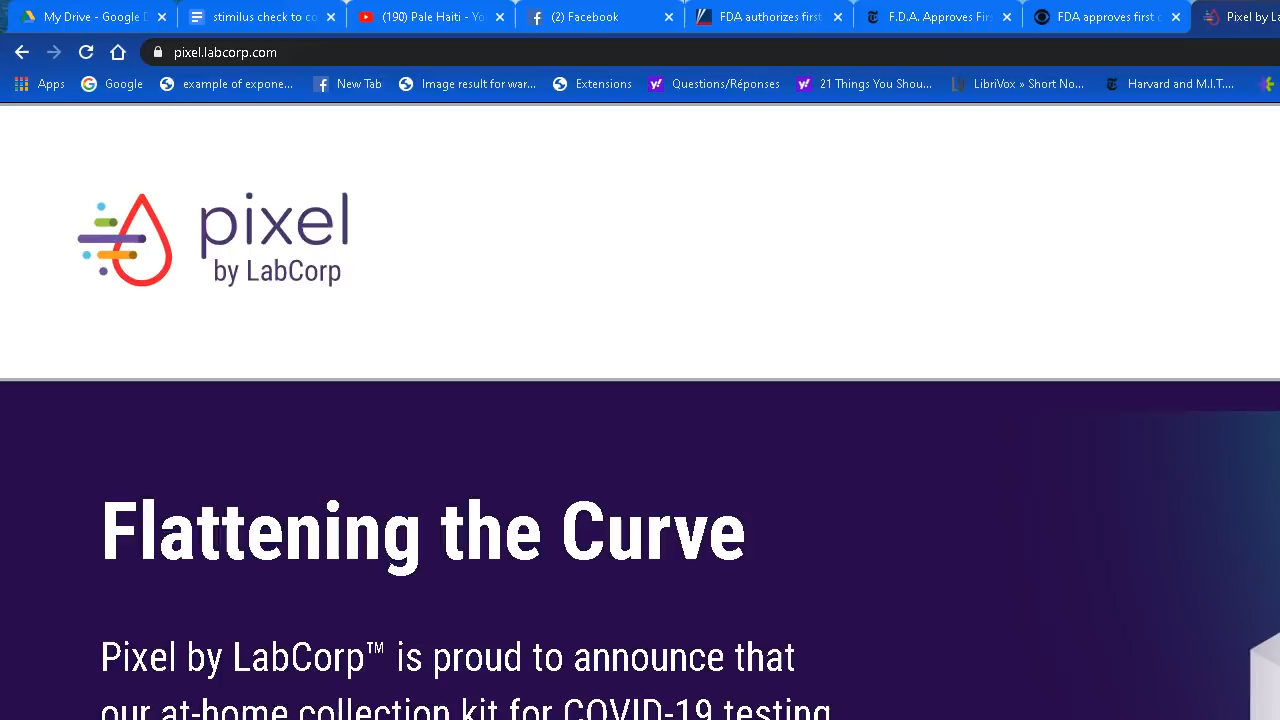 My Drive - Google D
stimilus check to co
(190) Pale Haiti - Yo
(2) Facebook
FDA authorizes first
F.D.A. Approves Firs
FDA approves first c
Pixel by La
pixel.labcorp.com
Apps
Google
example of expone...
New Tab
Image result for war...
Extensions
Questions/Réponses
21 Things You Shou...
LibriVox » Short No...
Harvard and M.I.T....
pixel
by LabCorp
Flattening the Curve
Pixel by LabCorp™ is proud to announce that
our at-home collection kit for COVID-19 testing